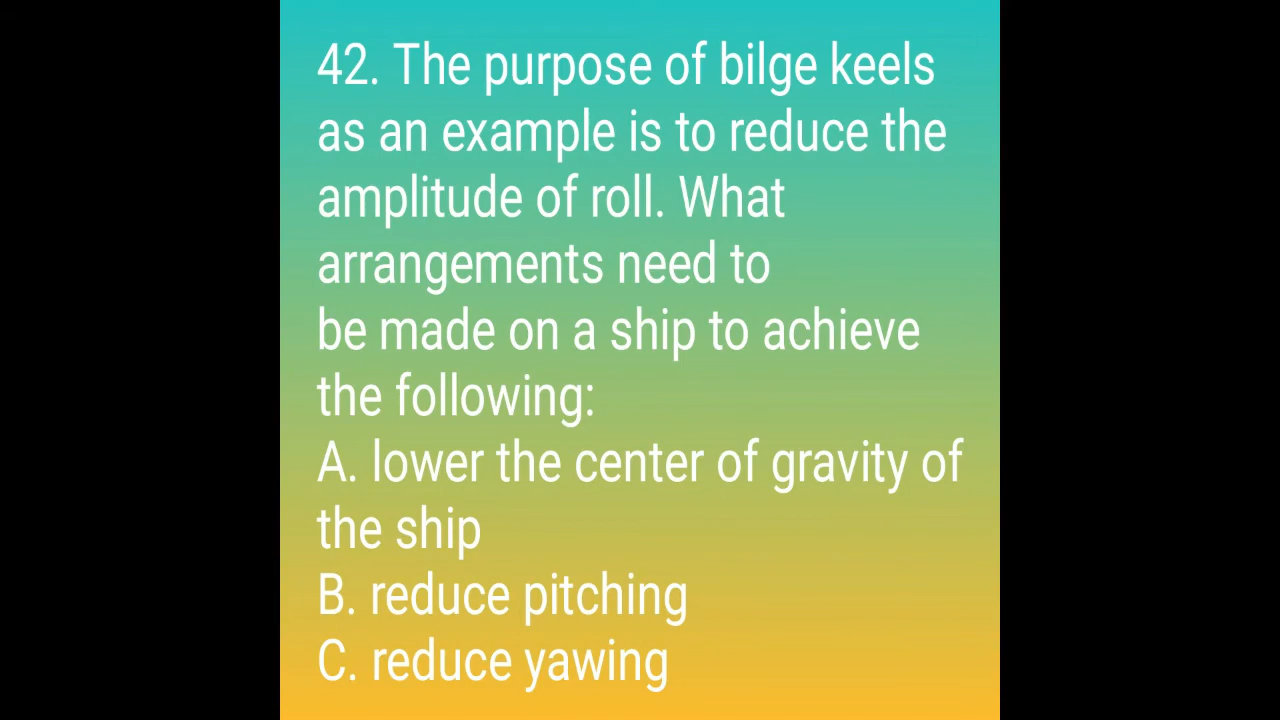 42. The purpose of bilge keels
as an example is to reduce the
amplitude of roll. What
arrangements need to
be made on a ship to achieve
the following:
A. lower the center of gravity of
the ship
B. reduce pitching
C. reduce yawing